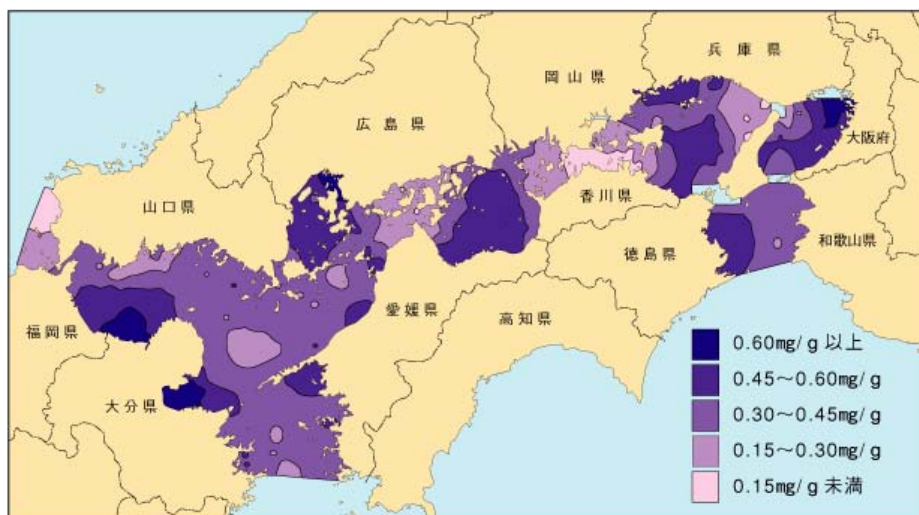 兵庫県
岡山県
広島県
大阪府
山口県
香川県
和歌山県
徳島県
愛媛県
高知県
福岡県
大分県
0.60mg/g以上
0.45～0.60mg/g
0.30～0.45mg/g
0.15～0.30mg/g
0.15mg/g未満